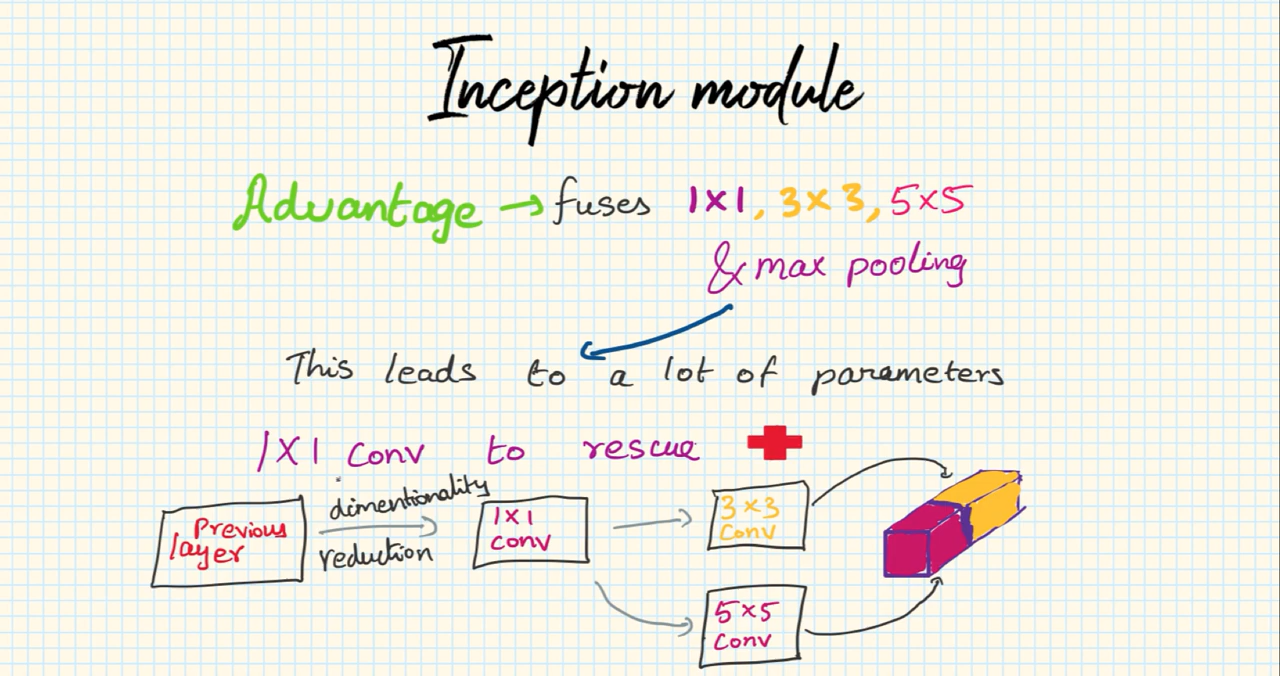 Inception module
Advantage → fuses 1x1, 3x3, 5x5
& max pooling
This leads to a lot of parameters
1X1 Conv to rescue
dimentionality
reduction
Previous
layer
1X1
conv
3x3
Conv
5x5
Conv